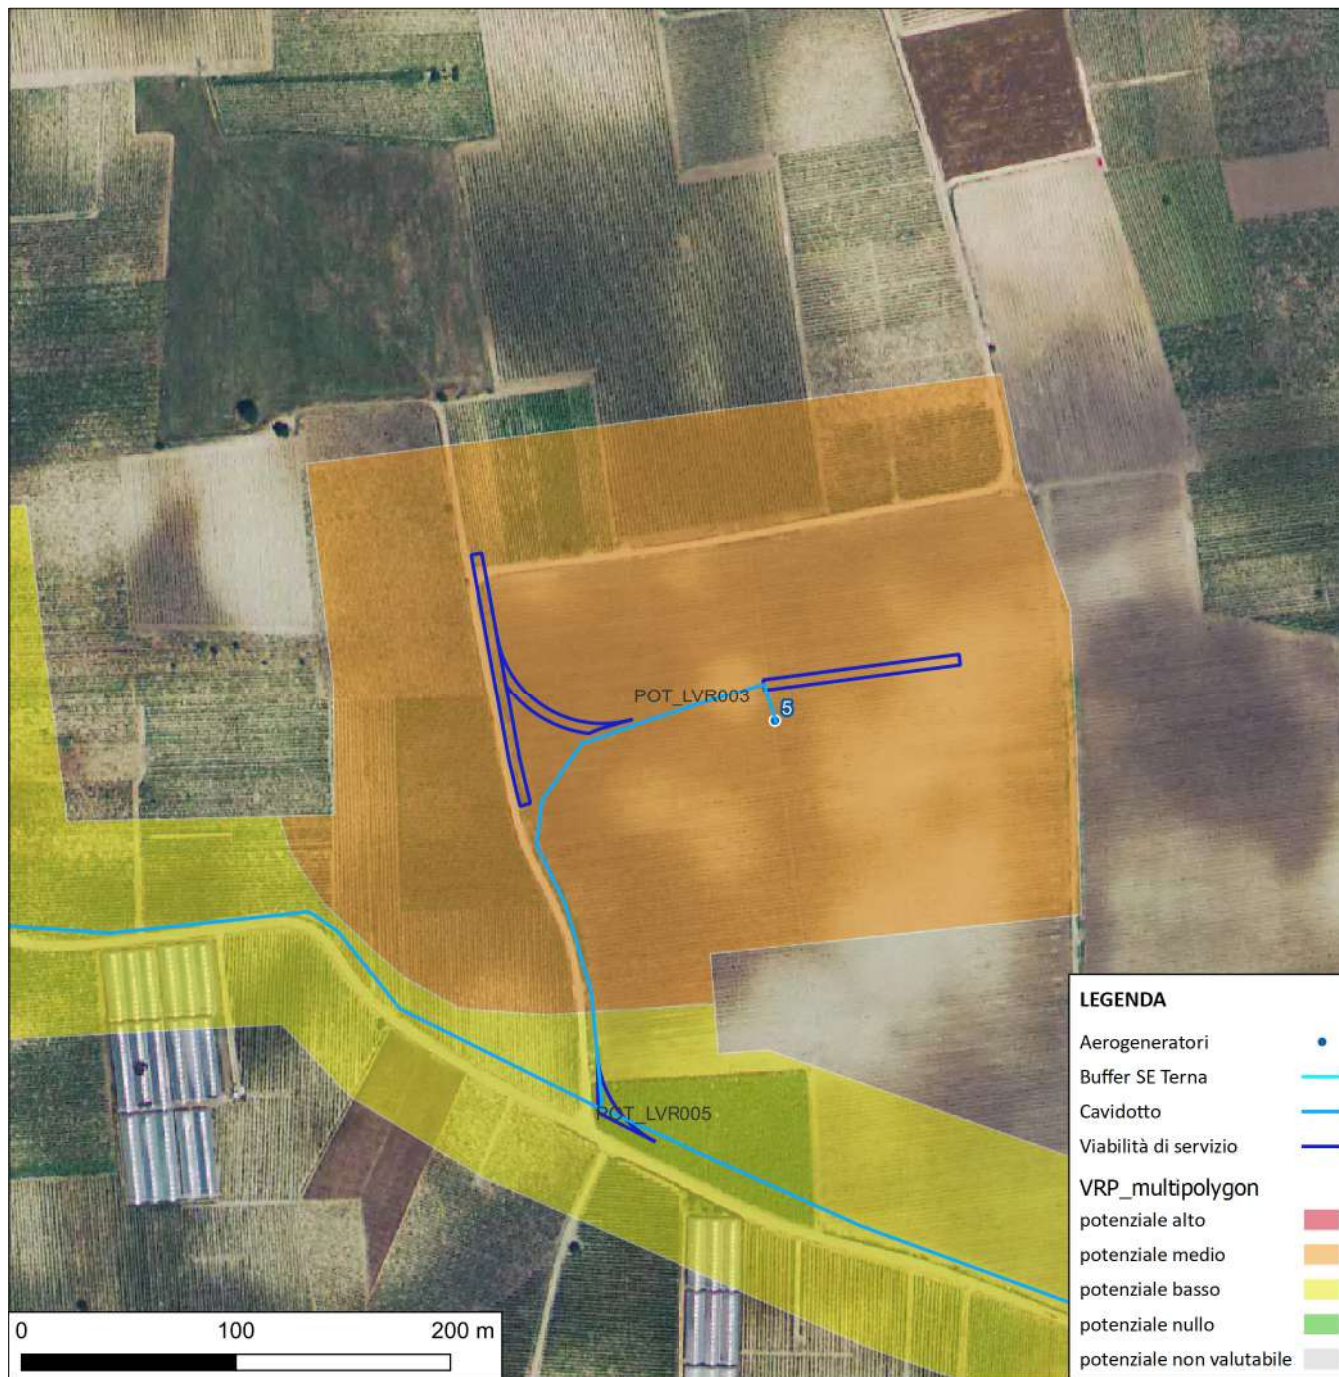 POT_LVR003
5
POT_LVR005
LEGENDA
Aerogeneratori
Buffer SE Terna
Cavidotto
Viabilità di servizio
VRP_multipolygon
potenziale alto
potenziale medio
potenziale basso
potenziale nullo
potenziale non valutabile
0 100 200 m